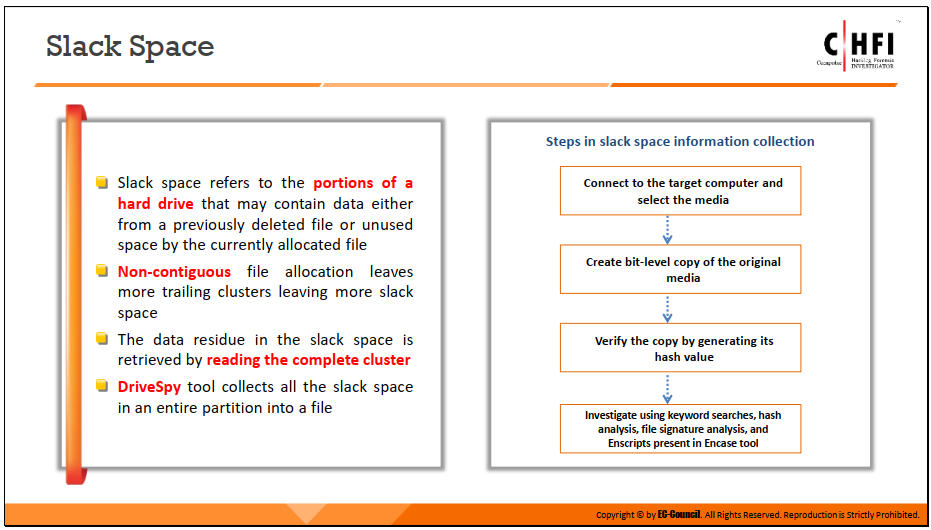 Slack Space
C HFI
Computer Hacking Forensic
INVESTIGATOR
Slack space refers to the portions of a
hard drive that may contain data either
from a previously deleted file or unused
space by the currently allocated file
Non-contiguous file allocation leaves
more trailing clusters leaving more slack
space
The data residue in the slack space is
retrieved by reading the complete cluster
DriveSpy tool collects all the slack space
in an entire partition into a file
Steps in slack space information collection
Connect to the target computer and
select the media
Create bit-level copy of the original
media
Verify the copy by generating its
hash value
Investigate using keyword searches, hash
analysis, file signature analysis, and
Enscripts present in Encase tool
Copyright © by EC-Council. All Rights Reserved. Reproduction is Strictly Prohibited.